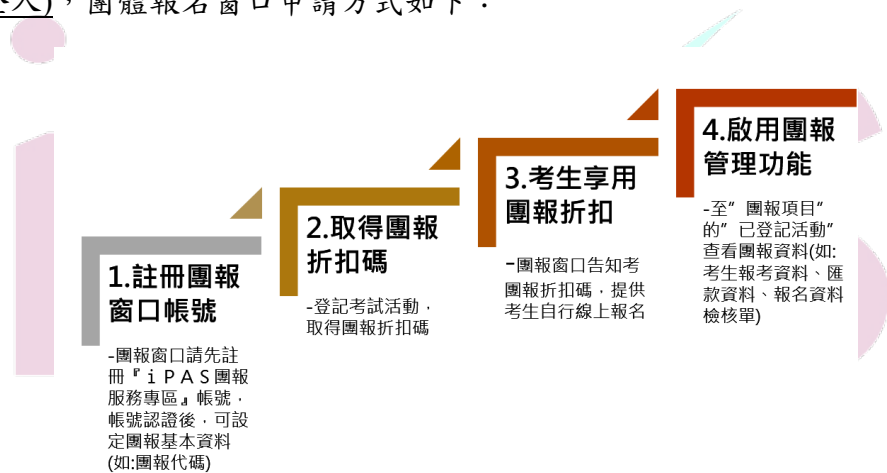 登入)，團體報名窗口申請方式如下：
1.註冊團報
窗口帳號
-團報窗口請先註
冊『ｉＰＡＳ團報
服務專區』帳號，
帳號認證後，可設
定團報基本資料
(如:團報代碼)
2.取得團報
折扣碼
-登記考試活動，
取得團報折扣碼
3.考生享用
團報折扣
-團報窗口告知考
團報折扣碼，提供
考生自行線上報名
4.啟用團報
管理功能
-至”團報項目”
的”已登記活動”
查看團報資料(如:
考生報考資料、匯
款資料、報名資料
檢核單)